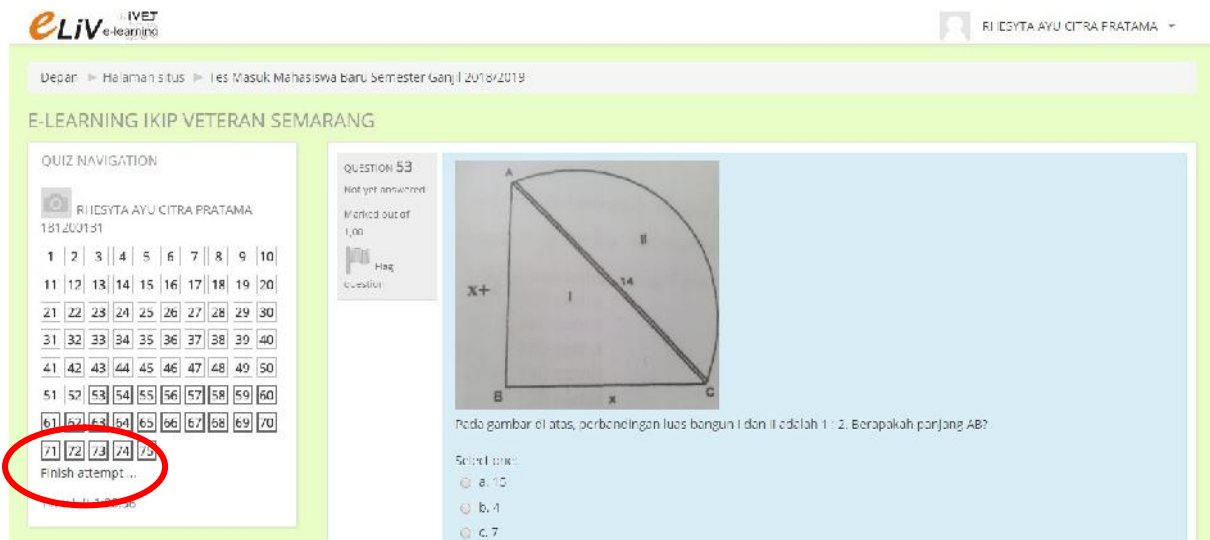 eLiV IVET e-learning
RHESYTA AYU CITRA PRATAMA
Depan Halaman situs Tes Masuk Mahasiswa Baru Semester Ganjil 2018/2019
E-LEARNING IKIP VETERAN SEMARANG
QUIZ NAVIGATION
RHESYTA AYU CITRA PRATAMA
181200131
1 2 3 4 5 6 7 8 9 10
11 12 13 14 15 16 17 18 19 20
21 22 23 24 25 26 27 28 29 30
31 32 33 34 35 36 37 38 39 40
41 42 43 44 45 46 47 48 49 50
51 52 53 54 55 56 57 58 59 60
61 62 63 64 65 66 67 68 69 70
71 72 73 74 75
Finish attempt ...
QUESTION 53
Not yet answered
Marked out of
1,00
Flag
question
A
II
14
x+
I
B
x
C
Pada gambar di atas, perbandingan luas bangun I dan II adalah 1 : 2. Berapakah panjang AB?
Select one:
a. 15
b. 4
c. 7